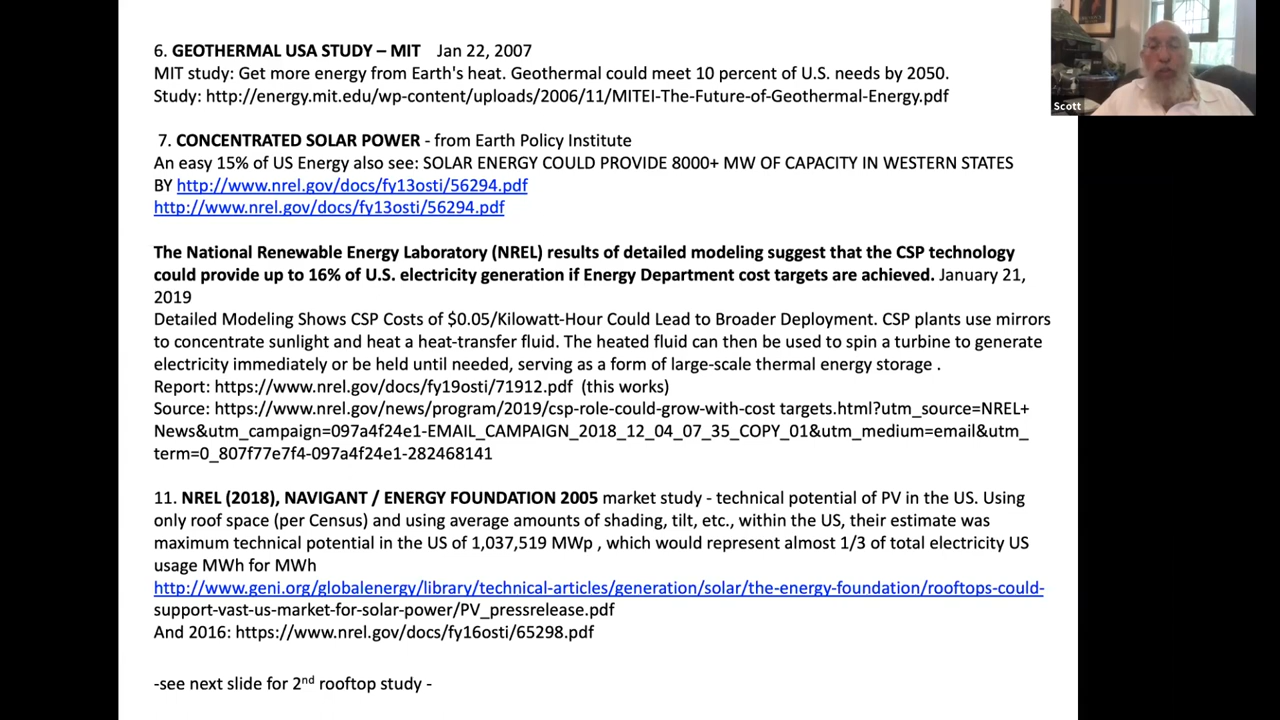 6. GEOTHERMAL USA STUDY – MIT Jan 22, 2007
MIT study: Get more energy from Earth's heat. Geothermal could meet 10 percent of U.S. needs by 2050.
Study: http://energy.mit.edu/wp-content/uploads/2006/11/MITEI-The-Future-of-Geothermal-Energy.pdf
7. CONCENTRATED SOLAR POWER - from Earth Policy Institute
An easy 15% of US Energy also see: SOLAR ENERGY COULD PROVIDE 8000+ MW OF CAPACITY IN WESTERN STATES
BY http://www.nrel.gov/docs/fy13osti/56294.pdf
http://www.nrel.gov/docs/fy13osti/56294.pdf
The National Renewable Energy Laboratory (NREL) results of detailed modeling suggest that the CSP technology
could provide up to 16% of U.S. electricity generation if Energy Department cost targets are achieved. January 21,
2019
Detailed Modeling Shows CSP Costs of $0.05/Kilowatt-Hour Could Lead to Broader Deployment. CSP plants use mirrors
to concentrate sunlight and heat a heat-transfer fluid. The heated fluid can then be used to spin a turbine to generate
electricity immediately or be held until needed, serving as a form of large-scale thermal energy storage .
Report: https://www.nrel.gov/docs/fy19osti/71912.pdf (this works)
Source: https://www.nrel.gov/news/program/2019/csp-role-could-grow-with-cost targets.html?utm_source=NREL+
News&utm_campaign=097a4f24e1-EMAIL_CAMPAIGN_2018_12_04_07_35_COPY_01&utm_medium=email&utm_
term=0_807f77e7f4-097a4f24e1-282468141
11. NREL (2018), NAVIGANT / ENERGY FOUNDATION 2005 market study - technical potential of PV in the US. Using
only roof space (per Census) and using average amounts of shading, tilt, etc., within the US, their estimate was
maximum technical potential in the US of 1,037,519 MWp , which would represent almost 1/3 of total electricity US
usage MWh for MWh
http://www.geni.org/globalenergy/library/technical-articles/generation/solar/the-energy-foundation/rooftops-could-
support-vast-us-market-for-solar-power/PV_pressrelease.pdf
And 2016: https://www.nrel.gov/docs/fy16osti/65298.pdf
-see next slide for 2nd rooftop study -
Scott